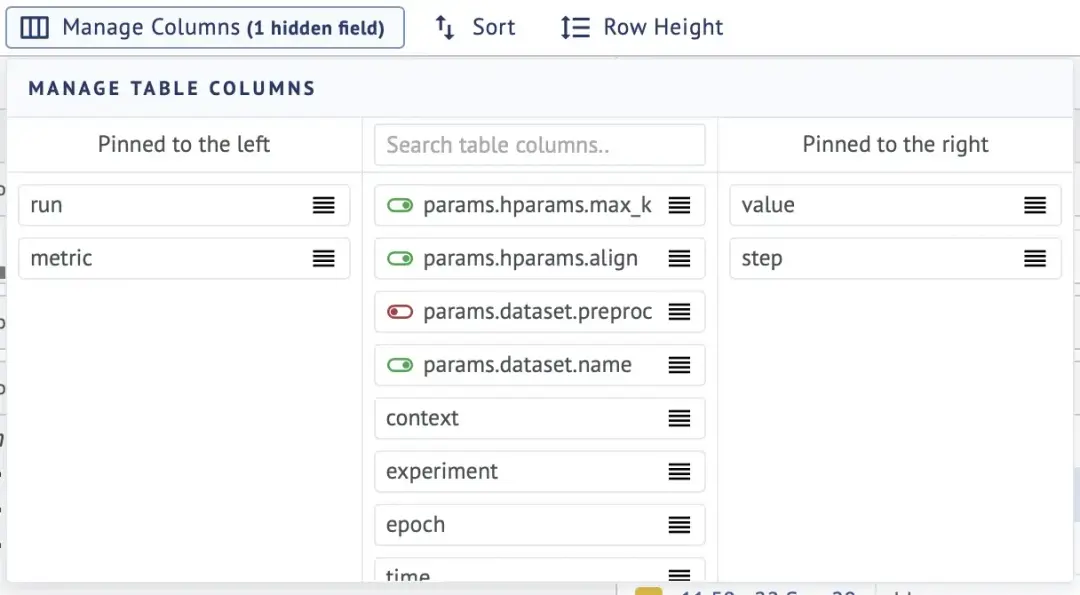 Manage Columns (1 hidden field) Sort Row Height
MANAGE TABLE COLUMNS
Pinned to the left
Search table columns..
Pinned to the right
run
metric
params.hparams.max_k
params.hparams.align
params.dataset.preproc
params.dataset.name
context
experiment
epoch
time
value
step